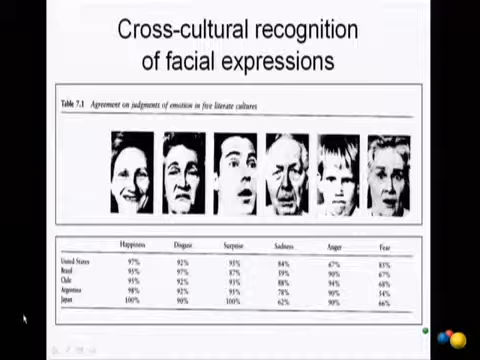 Cross-cultural recognition
of facial expressions
Table 7.1 Agreement on judgments of emotion in five literate cultures
Happiness Disgust Surprise Sadness Anger Fear
United States 97% 92% 95% 84% 67% 85%
Brazil 95% 97% 87% 90% 67%
Chile 95% 92% 93% 88% 94% 68%
Argentina 98% 92% 95% 78% 90% 54%
Japan 100% 90% 100% 62% 90% 66%